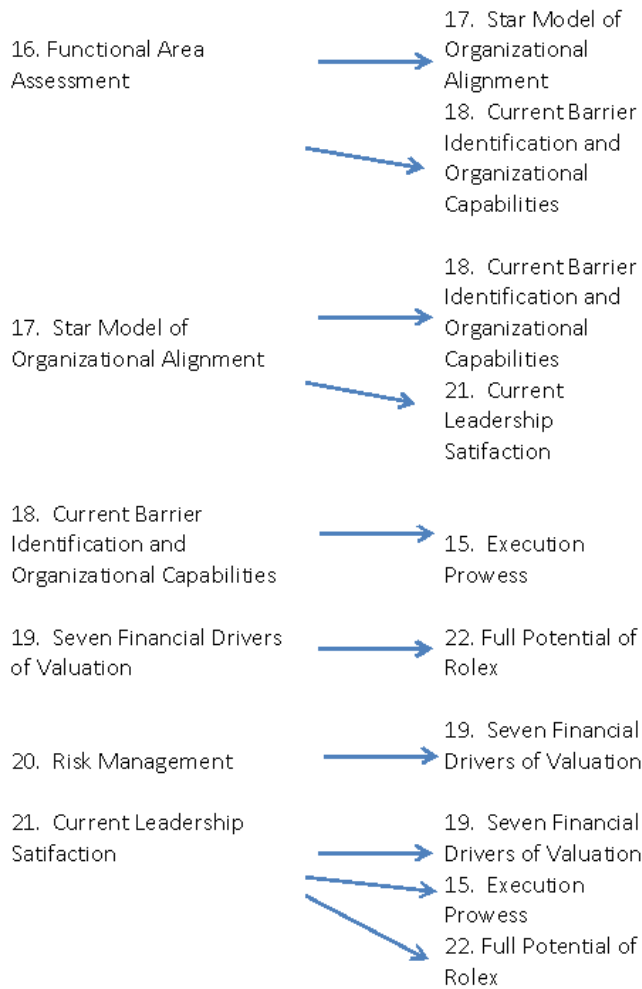 16. Functional Area
Assessment
17. Star Model of
Organizational
Alignment
18. Current Barrier
Identification and
Organizational
Capabilities
17. Star Model of
Organizational Alignment
18. Current Barrier
Identification and
Organizational
Capabilities
21. Current
Leadership
Satifaction
18. Current Barrier
Identification and
Organizational Capabilities
15. Execution
Prowess
19. Seven Financial Drivers
of Valuation
22. Full Potential of
Rolex
20. Risk Management
19. Seven Financial
Drivers of Valuation
21. Current Leadership
Satifaction
19. Seven Financial
Drivers of Valuation
15. Execution
Prowess
22. Full Potential of
Rolex